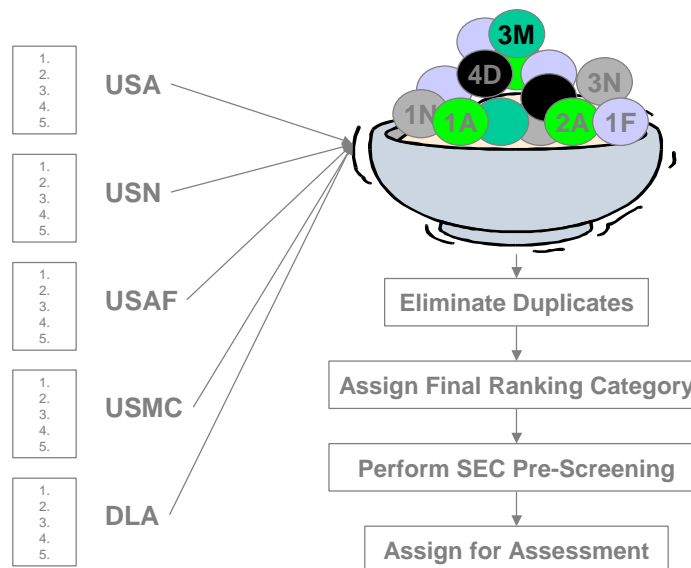 1.
2.
3.
4.
5.
USA
1.
2.
3.
4.
5.
USN
1.
2.
3.
4.
5.
USAF
1.
2.
3.
4.
5.
USMC
1.
2.
3.
4.
5.
DLA
3M
4D
3N
1N
1A
2A
1F
Eliminate Duplicates
Assign Final Ranking Category
Perform SEC Pre-Screening
Assign for Assessment